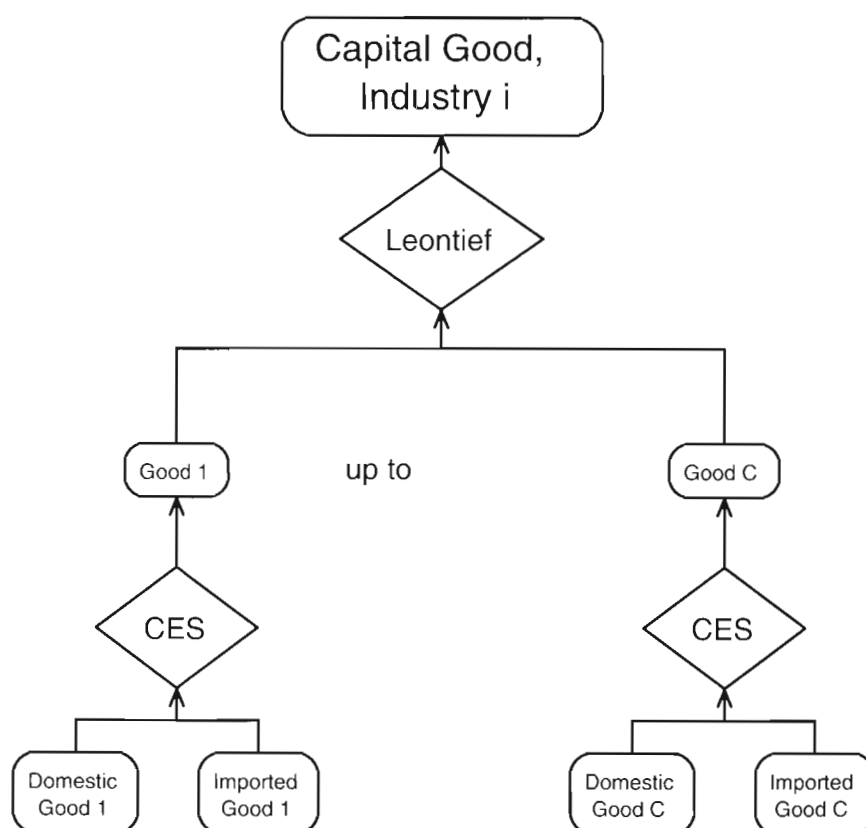 Capital Good,
Industry i
Leontief
Good 1
up to
Good C
CES
CES
Domestic
Good 1
Imported
Good 1
Domestic
Good C
Imported
Good C